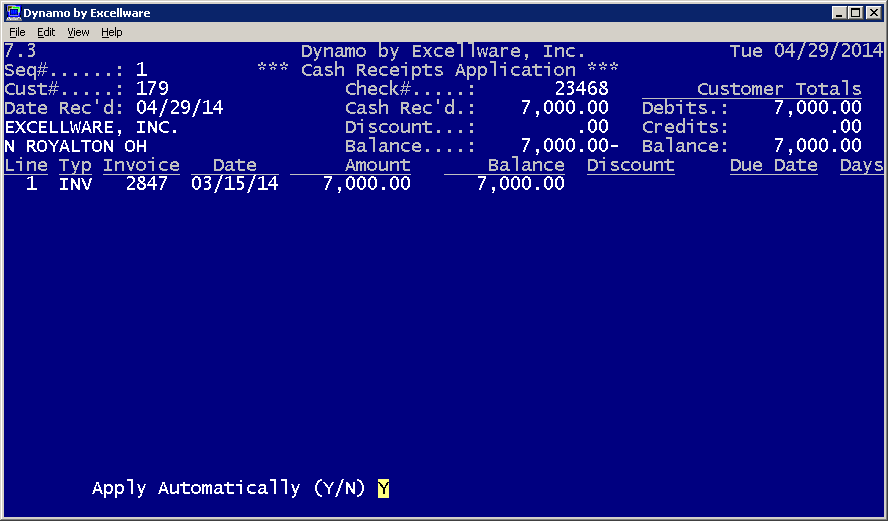 Dynamo by Excellware
File Edit View Help
7.3 Dynamo by Excellware, Inc. Tue 04/29/2014
Seq#......: 1 *** Cash Receipts Application ***
Cust#.....: 179 Check#.....: 23468 Customer Totals
Date Rec'd: 04/29/14 Cash Rec'd.: 7,000.00 Debits.: 7,000.00
EXCELLWARE, INC. Discount...: .00 Credits: .00
N ROYALTON OH Balance....: 7,000.00- Balance: 7,000.00
Line Typ Invoice Date Amount Balance Discount Due Date Days
1 INV 2847 03/15/14 7,000.00 7,000.00
Apply Automatically (Y/N) Y